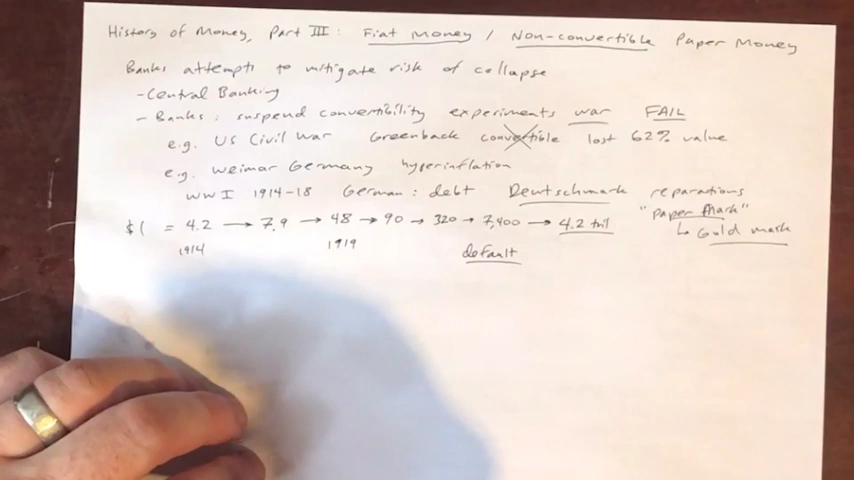 History of Money, Part III: Fiat Money / Non-convertible Paper Money
Banks attempts to mitigate risk of collapse
- Central Banking
- Banks: suspend convertibility experiments war FAIL
e.g. US Civil War Greenback convertible lost 62% value
e.g. Weimar Germany hyperinflation
WWI 1914-18 German: debt Deutschmark reparations
"paper Mark"
$1 = 4.2 → 7.9 → 48 → 90 → 320 → 7,400 → 4.2 tril
↳ Gold mark
1914 1919 default